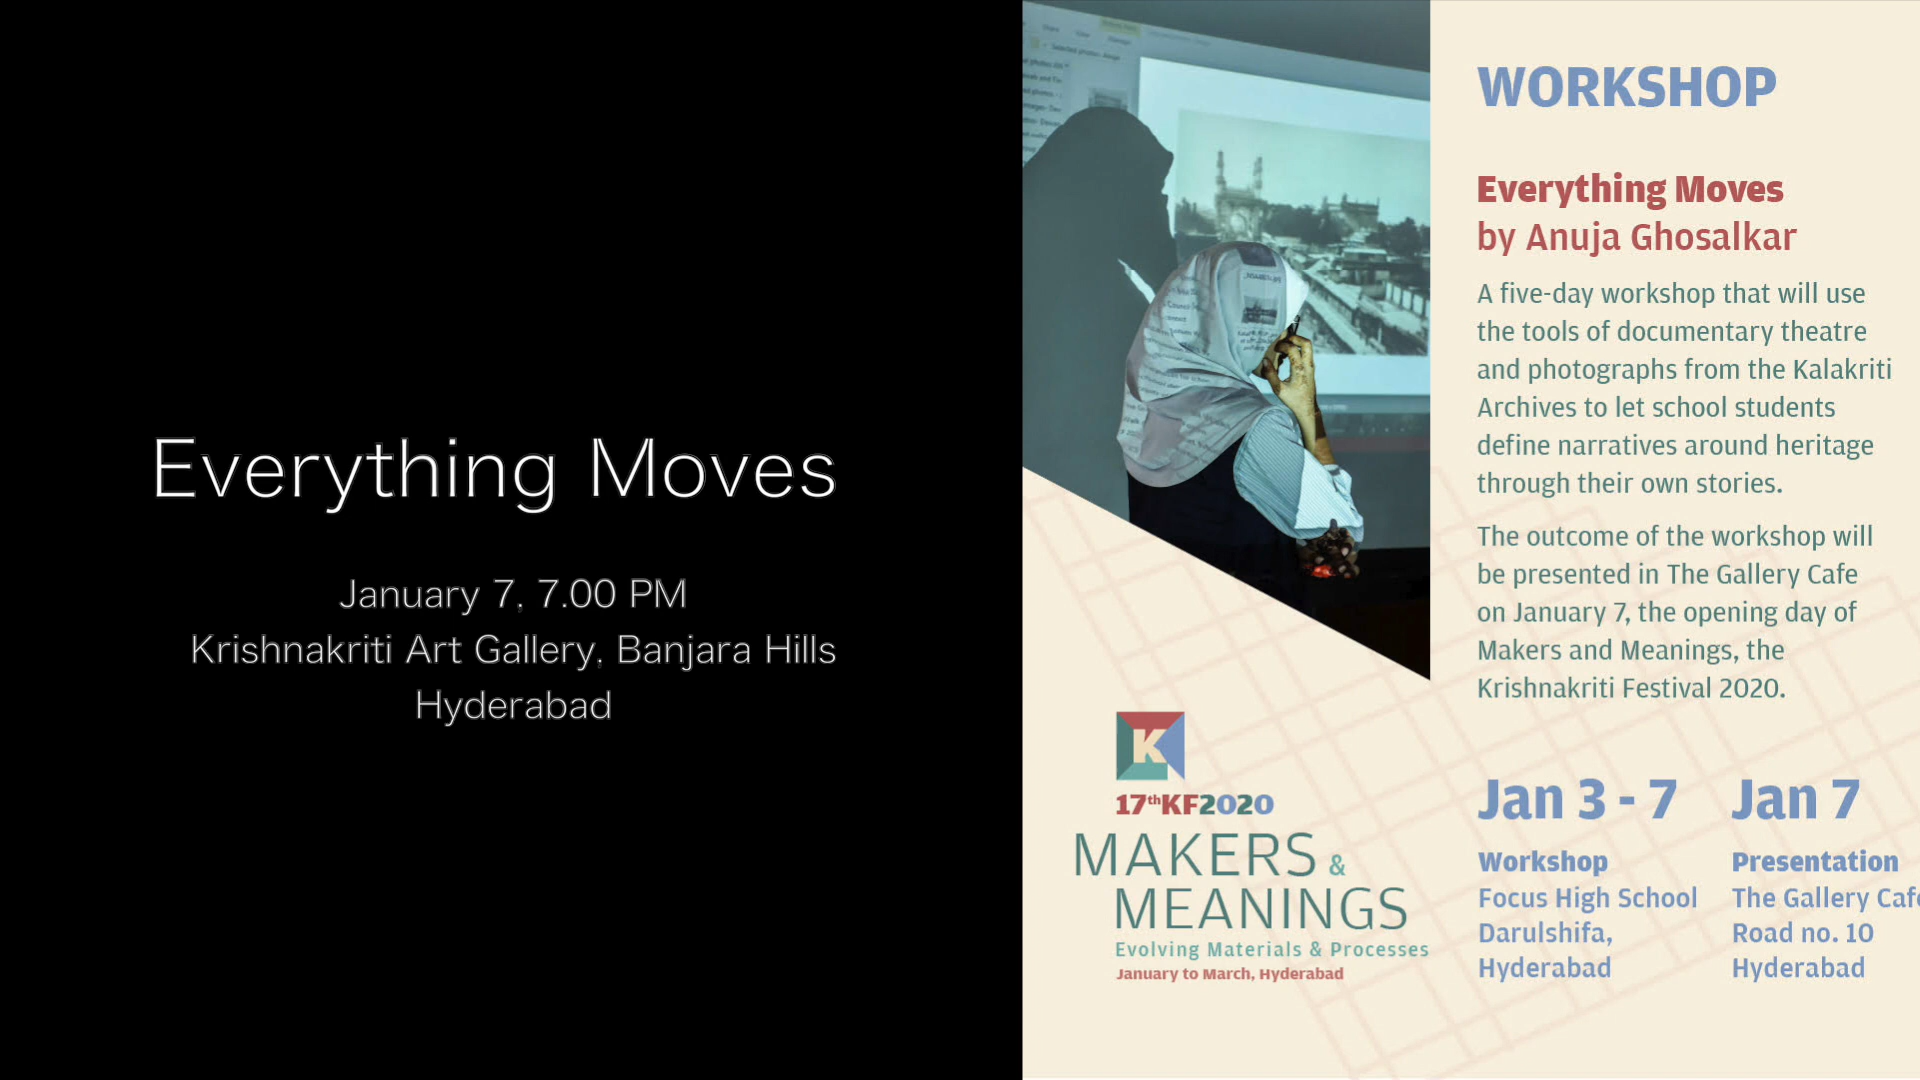 Everything Moves
January 7, 7.00 PM
Krishnakriti Art Gallery, Banjara Hills
Hyderabad
WORKSHOP
Everything Moves
by Anuja Ghosalkar
A five-day workshop that will use
the tools of documentary theatre
and photographs from the Kalakriti
Archives to let school students
define narratives around heritage
through their own stories.
The outcome of the workshop will
be presented in The Gallery Cafe
on January 7, the opening day of
Makers and Meanings, the
Krishnakriti Festival 2020.
K
17thKF2020
MAKERS &
MEANINGS
Evolving Materials & Processes
January to March, Hyderabad
Jan 3 - 7
Workshop
Focus High School
Darulshifa,
Hyderabad
Jan 7
Presentation
The Gallery Cafe
Road no. 10
Hyderabad